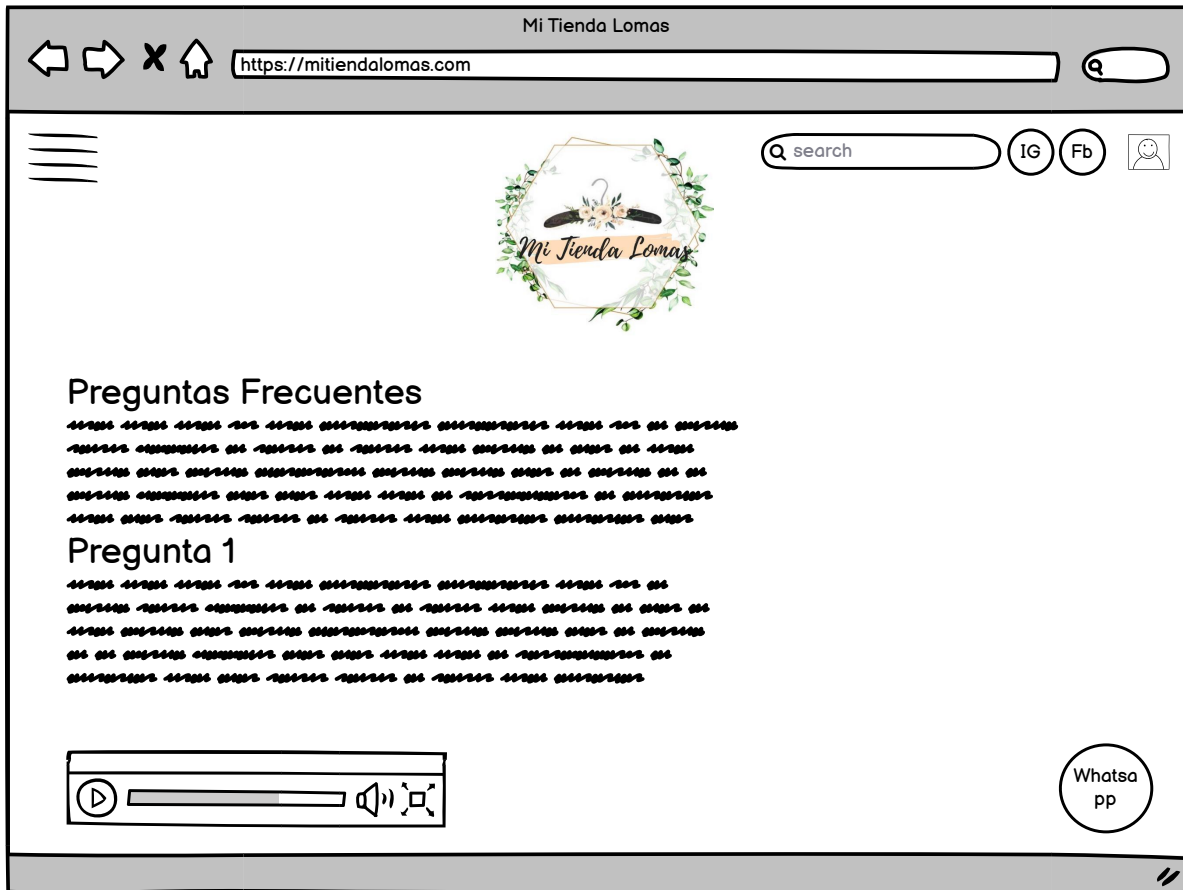 Mi Tienda Lomas
https://mitiendalomas.com
search
IG
Fb
Mi Tienda Lomas
Preguntas Frecuentes
Pregunta 1
Whatsa
pp